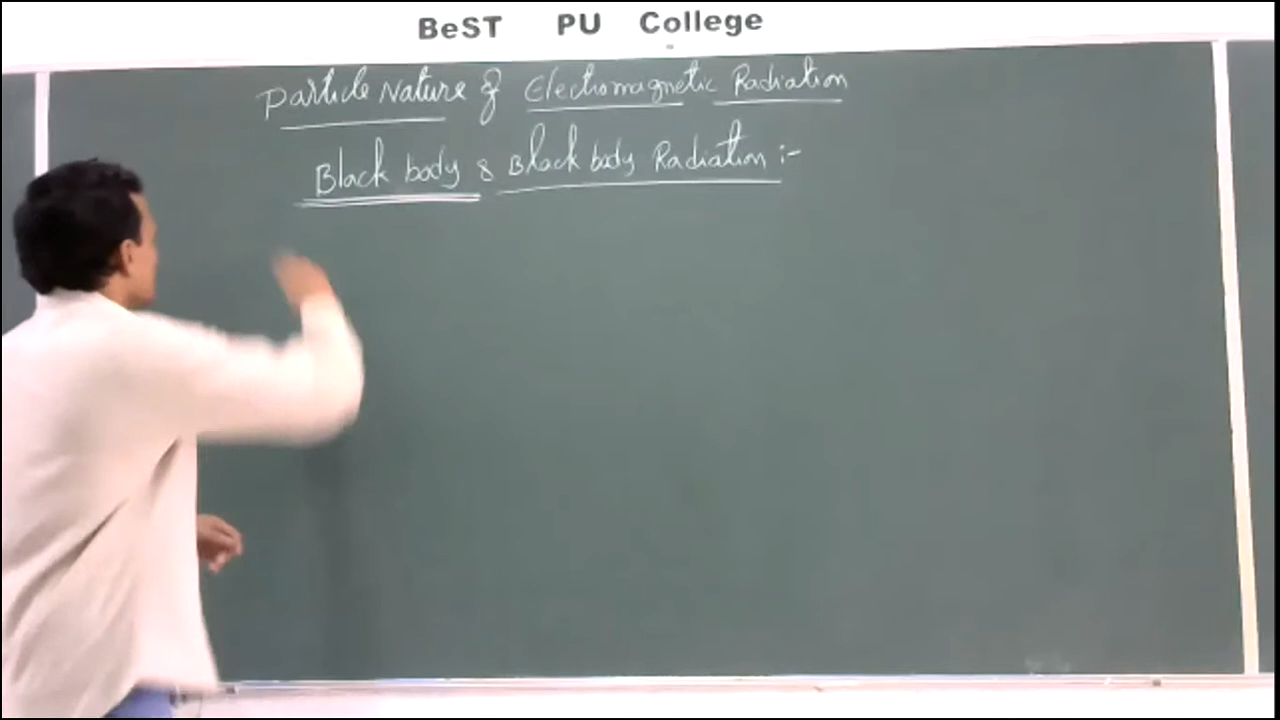 BeST PU College
Particle Nature of Electromagnetic Radiation
Black body & Black body Radiation :-